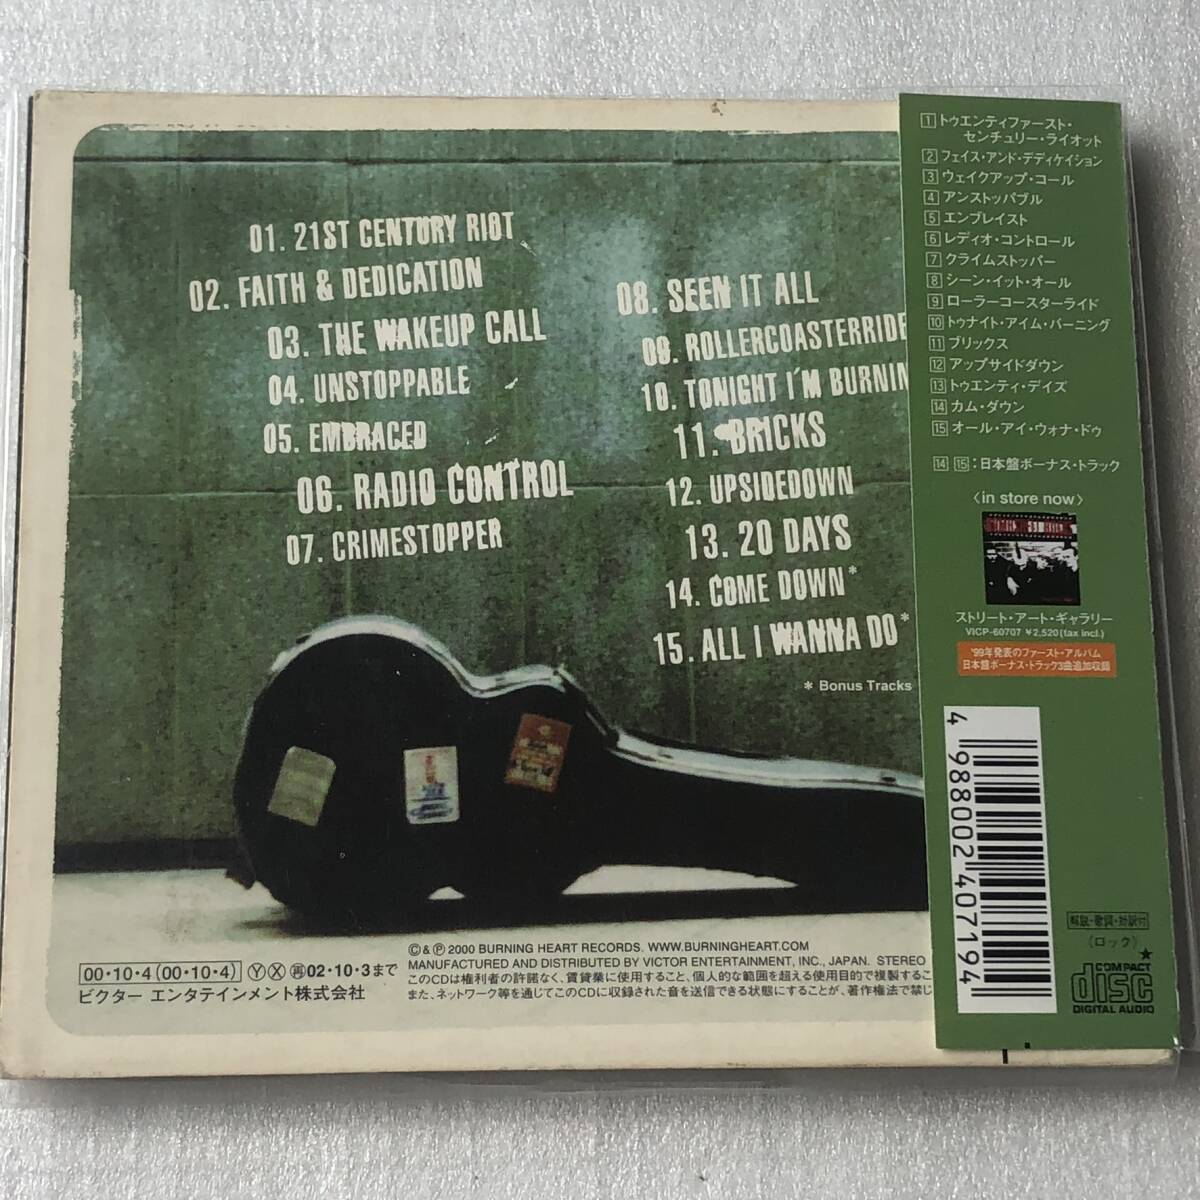 01. 21ST CENTURY RIOT
02. FAITH & DEDICATION
03. THE WAKEUP CALL
04. UNSTOPPABLE
05. EMBRACED
06. RADIO CONTROL
07. CRIMESTOPPER
08. SEEN IT ALL
09. ROLLERCOASTERRIDE
10. TONIGHT I'M BURNIN
11. BRICKS
12. UPSIDEDOWN
13. 20 DAYS
14. COME DOWN*
15. ALL I WANNA DO*
* Bonus Tracks
© & ℗ 2000 BURNING HEART RECORDS. WWW.BURNINGHEART.COM
MANUFACTURED AND DISTRIBUTED BY VICTOR ENTERTAINMENT, INC., JAPAN. STEREO
このCDは権利者の許諾なく、賃貸業に使用すること、個人的な範囲を超える使用目的で複製するこ
また、ネットワーク等を通じてこのCDに収録された音を送信できる状態にすることが、著作権法で禁じ
00・10・4 (00・10・4) Ⓨ Ⓧ 再 02・10・3まで
ビクター エンタテインメント株式会社
1 トゥエンティファースト・
センチュリー・ライオット
2 フェイス・アンド・デディケイション
3 ウェイクアップ・コール
4 アンストッパブル
5 エンブレイスト
6 レディオ・コントロール
7 クライムストッパー
8 シーン・イット・オール
9 ローラーコースターライド
10 トゥナイト・アイム・バーニング
11 ブリックス
12 アップサイドダウン
13 トゥエンティ・デイズ
14 カム・ダウン
15 オール・アイ・ウォナ・ドゥ
14 15:日本盤ボーナス・トラック
〈in store now〉
ストリート・アート・ギャラリー
VICP-60707 ¥2,520(tax incl.)
'99年発表のファースト・アルバム
日本盤ボーナス・トラック3曲追加収録
4 988002 407194
解説・歌詞・対訳付
〈ロック〉
★
COMPACT
disc
DIGITAL AUDIO